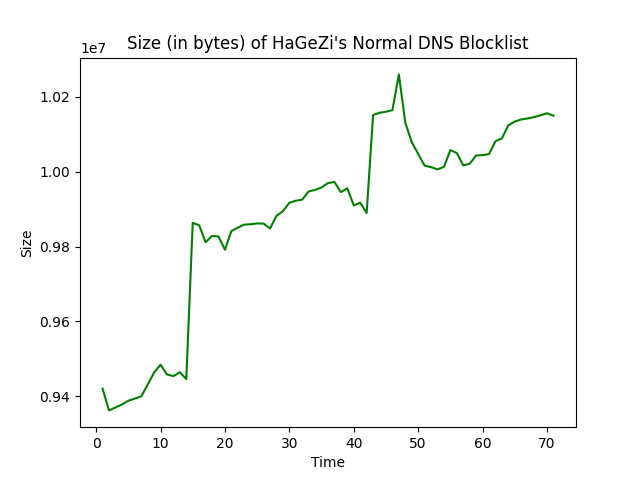 1e7
Size (in bytes) of HaGeZi's Normal DNS Blocklist
1.02
1.00
0.98
0.96
0.94
Size
0 10 20 30 40 50 60 70
Time